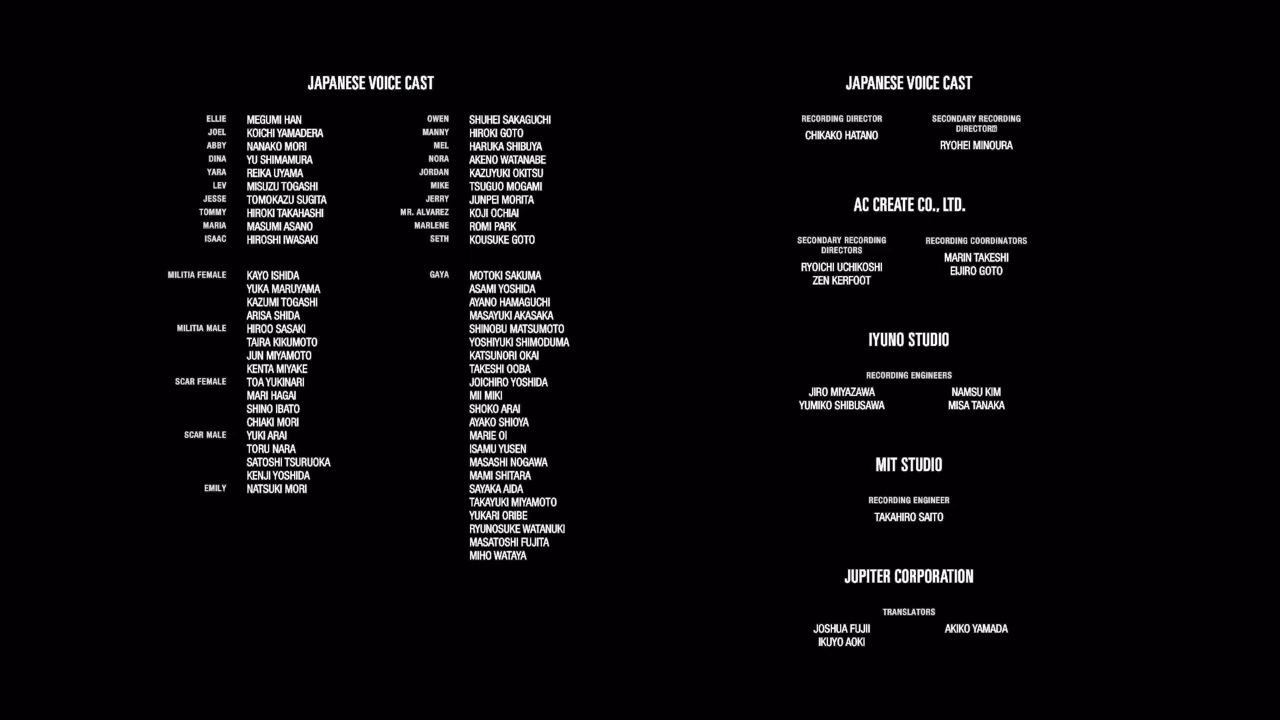 JAPANESE VOICE CAST
ELLIE MEGUMI HAN
JOEL KOICHI YAMADERA
ABBY NANAKO MORI
DINA YU SHIMAMURA
YARA REIKA UYAMA
LEV MISUZU TOGASHI
JESSE TOMOKAZU SUGITA
TOMMY HIROKI TAKAHASHI
MARIA MASUMI ASANO
ISAAC HIROSHI IWASAKI
MILITIA FEMALE KAYO ISHIDA
YUKA MARUYAMA
KAZUMI TOGASHI
ARISA SHIDA
MILITIA MALE HIROO SASAKI
TAIRA KIKUMOTO
JUN MIYAMOTO
KENTA MIYAKE
SCAR FEMALE TOA YUKINARI
MARI HAGAI
SHINO IBATO
CHIAKI MORI
SCAR MALE YUKI ARAI
TORU NARA
SATOSHI TSURUOKA
KENJI YOSHIDA
EMILY NATSUKI MORI
OWEN SHUHEI SAKAGUCHI
MANNY HIROKI GOTO
MEL HARUKA SHIBUYA
NORA AKENO WATANABE
JORDAN KAZUYUKI OKITSU
MIKE TSUGUO MOGAMI
JERRY JUNPEI MORITA
MR. ALVAREZ KOJI OCHIAI
MARLENE ROMI PARK
SETH KOUSUKE GOTO
GAYA MOTOKI SAKUMA
ASAMI YOSHIDA
AYANO HAMAGUCHI
MASAYUKI AKASAKA
SHINOBU MATSUMOTO
YOSHIYUKI SHIMODUMA
KATSUNORI OKAI
TAKESHI OOBA
JOICHIRO YOSHIDA
MII MIKI
SHOKO ARAI
AYAKO SHIOYA
MARIE OI
ISAMU YUSEN
MASASHI NOGAWA
MAMI SHITARA
SAYAKA AIDA
TAKAYUKI MIYAMOTO
YUKARI ORIBE
RYUNOSUKE WATANUKI
MASATOSHI FUJITA
MIHO WATAYA
JAPANESE VOICE CAST
RECORDING DIRECTOR
CHIKAKO HATANO
SECONDARY RECORDING
DIRECTOR
RYOHEI MINOURA
AC CREATE CO., LTD.
SECONDARY RECORDING
DIRECTORS
RYOICHI UCHIKOSHI
ZEN KERFOOT
RECORDING COORDINATORS
MARIN TAKESHI
EIJIRO GOTO
IYUNO STUDIO
RECORDING ENGINEERS
JIRO MIYAZAWA NAMSU KIM
YUMIKO SHIBUSAWA MISA TANAKA
MIT STUDIO
RECORDING ENGINEER
TAKAHIRO SAITO
JUPITER CORPORATION
TRANSLATORS
JOSHUA FUJII AKIKO YAMADA
IKUYO AOKI